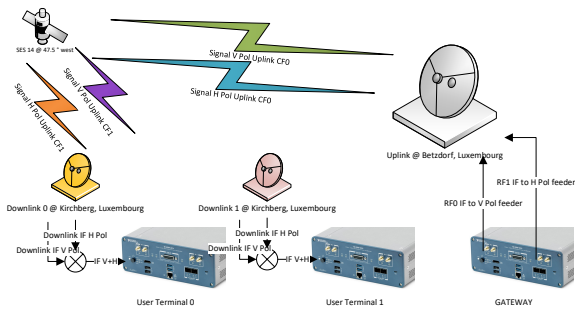 SES 14 @ 47.5 ° west
Signal V Pol Uplink CF0
Signal H Pol Uplink CF0
Signal V Pol Uplink CF1
Signal H Pol Uplink CF1
Uplink @ Betzdorf, Luxembourg
Downlink 0 @ Kirchberg, Luxembourg
Downlink 1 @ Kirchberg, Luxembourg
RF1 IF to H Pol feeder
RF0 IF to V Pol feeder
Downlink IF H Pol
Downlink IF V Pol
IF V+H
Downlink IF H Pol
Downlink IF V Pol
IF V+H
User Terminal 0
User Terminal 1
GATEWAY